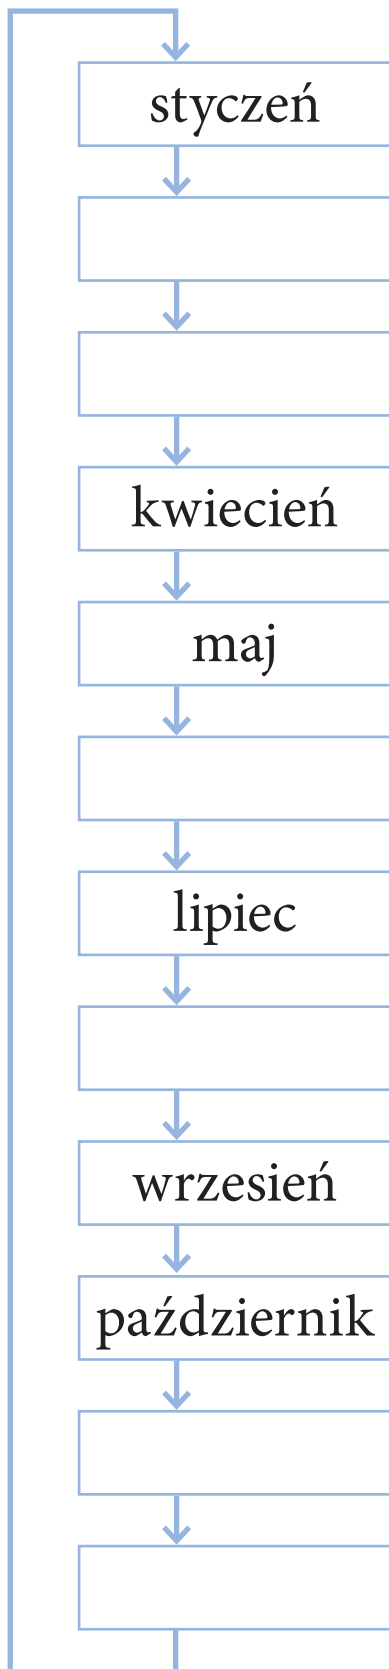 styczeń
kwiecień
maj
lipiec
wrzesień
październik